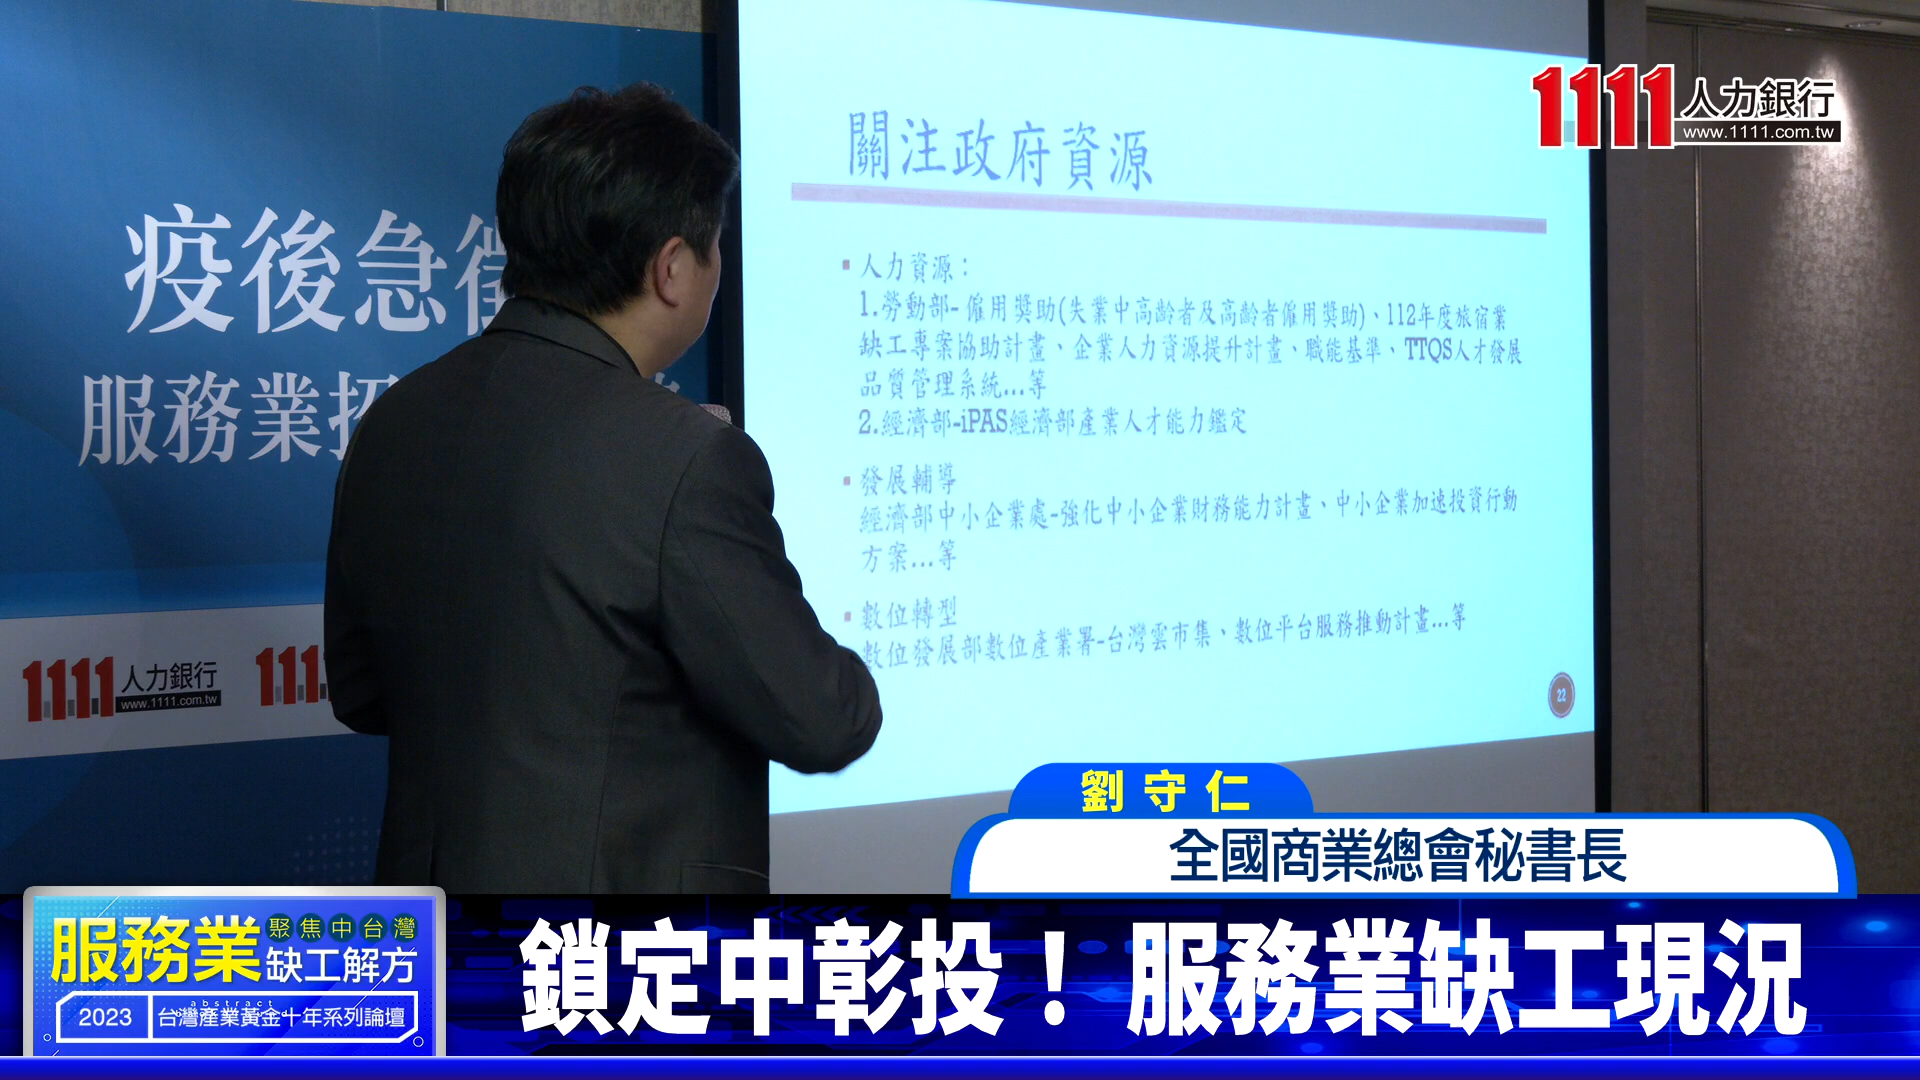 1111人力銀行
www.1111.com.tw
疫後急
服務業招
1111人力銀行
www.1111.com.tw
111
關注政府資源
人力資源：
1.勞動部-僱用獎助(失業中高齡者及高齡者僱用獎助)、112年度旅宿業
缺工專案協助計畫、企業人力資源提升計畫、職能基準、TTQS人才發展
品質管理系統...等
2.經濟部-iPAS經濟部產業人才能力鑑定
發展輔導
經濟部中小企業處-強化中小企業財務能力計畫、中小企業加速投資行動
方案...等
數位轉型
數位發展部數位產業署-台灣雲市集、數位平台服務推動計畫...等
22
劉守仁
全國商業總會秘書長
服務業
聚焦中台灣
缺工解方
abstract
2023 台灣產業黃金十年系列論壇
鎖定中彰投！服務業缺工現況